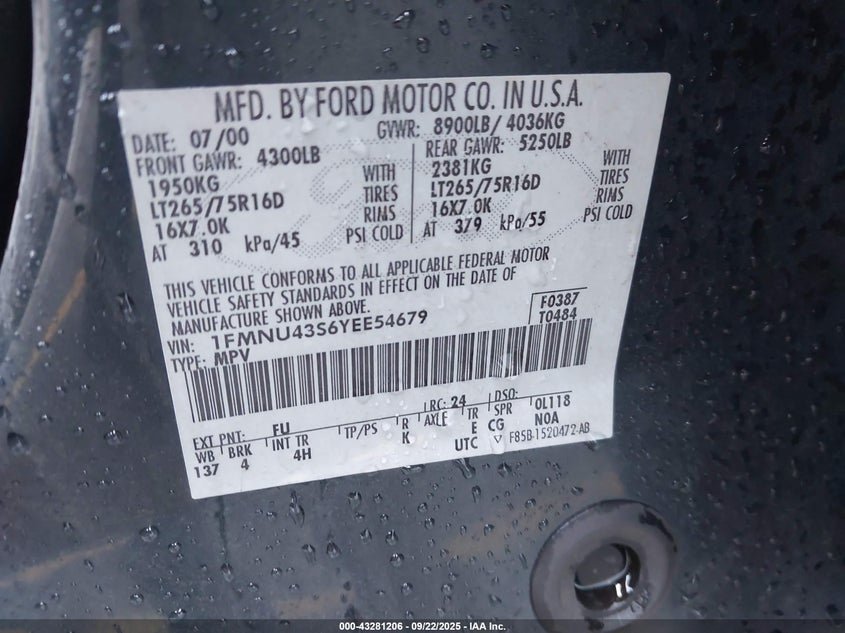 MFD. BY FORD MOTOR CO. IN U.S.A.
DATE: 07/00 GVWR: 8900LB/ 4036KG
FRONT GAWR: 4300LB REAR GAWR: 5250LB
1950KG WITH 2381KG WITH
LT265/75R16D TIRES LT265/75R16D TIRES
16X7.0K RIMS 16X7.0K RIMS
AT 310 kPa/45 PSI COLD AT 379 kPa/55 PSI COLD
THIS VEHICLE CONFORMS TO ALL APPLICABLE FEDERAL MOTOR
VEHICLE SAFETY STANDARDS IN EFFECT ON THE DATE OF
MANUFACTURE SHOWN ABOVE.
F0387
VIN: 1FMNU43S6YEE54679 T0484
TYPE: MPV
EXT PNT: FU RC: 24 DSO:
WB BRK INT TR TP/PS R AXLE TR SPR 0L118
137 4 4H K UTC E CG N0A
F85B-1520472-AB
000-43281206 - 09/22/2025 - IAA Inc.